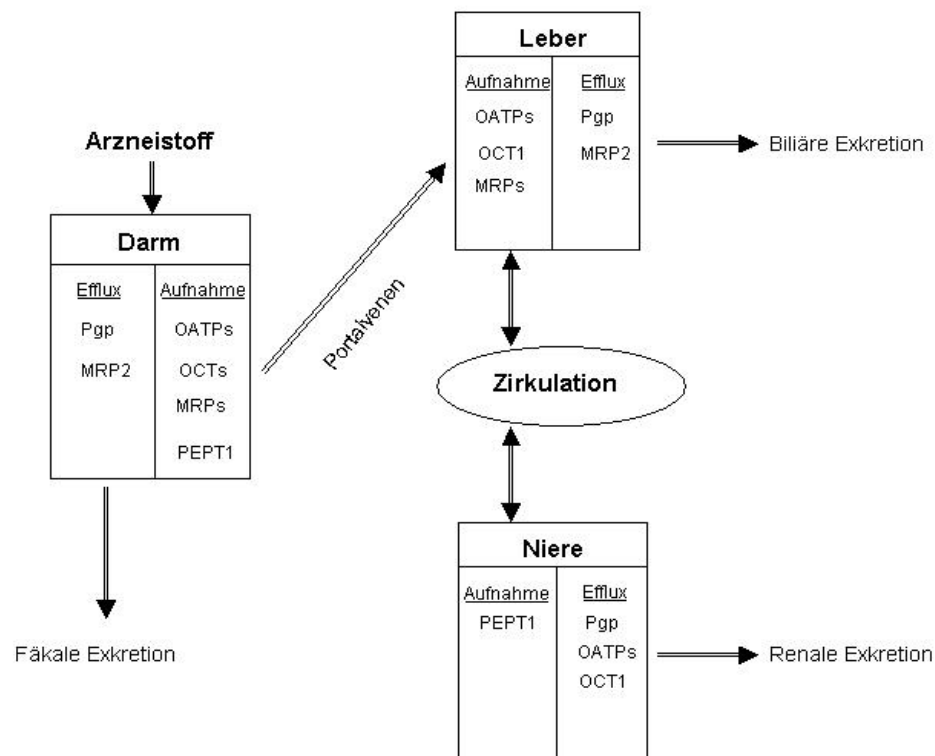 Arzneistoff
Darm
Efflux
Pgp
MRP2
Aufnahme
OATPs
OCTs
MRPs
PEPT1
Fäkale Exkretion
Portalvenen
Leber
Aufnahme
OATPs
OCT1
MRPs
Efflux
Pgp
MRP2
Biliäre Exkretion
Zirkulation
Niere
Aufnahme
PEPT1
Efflux
Pgp
OATPs
OCT1
Renale Exkretion